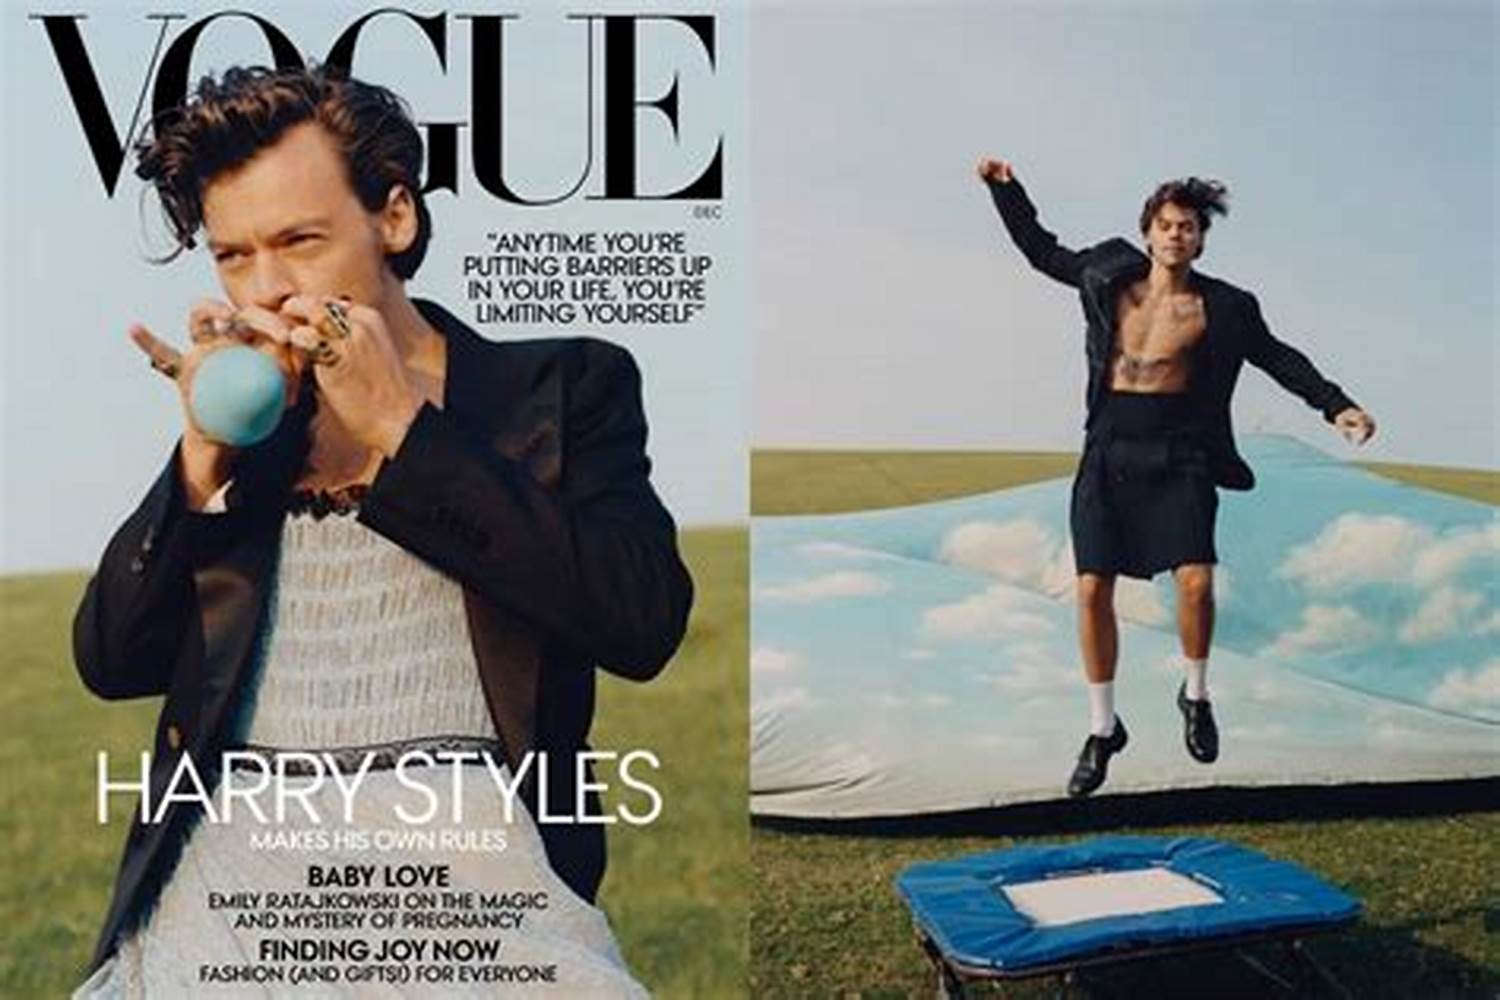 VOGUE
DEC
"ANYTIME YOU'RE
PUTTING BARRIERS UP
IN YOUR LIFE, YOU'RE
LIMITING YOURSELF"
HARRY STYLES
MAKES HIS OWN RULES
BABY LOVE
EMILY RATAJKOWSKI ON THE MAGIC
AND MYSTERY OF PREGNANCY
FINDING JOY NOW
FASHION (AND GIFTS!) FOR EVERYONE